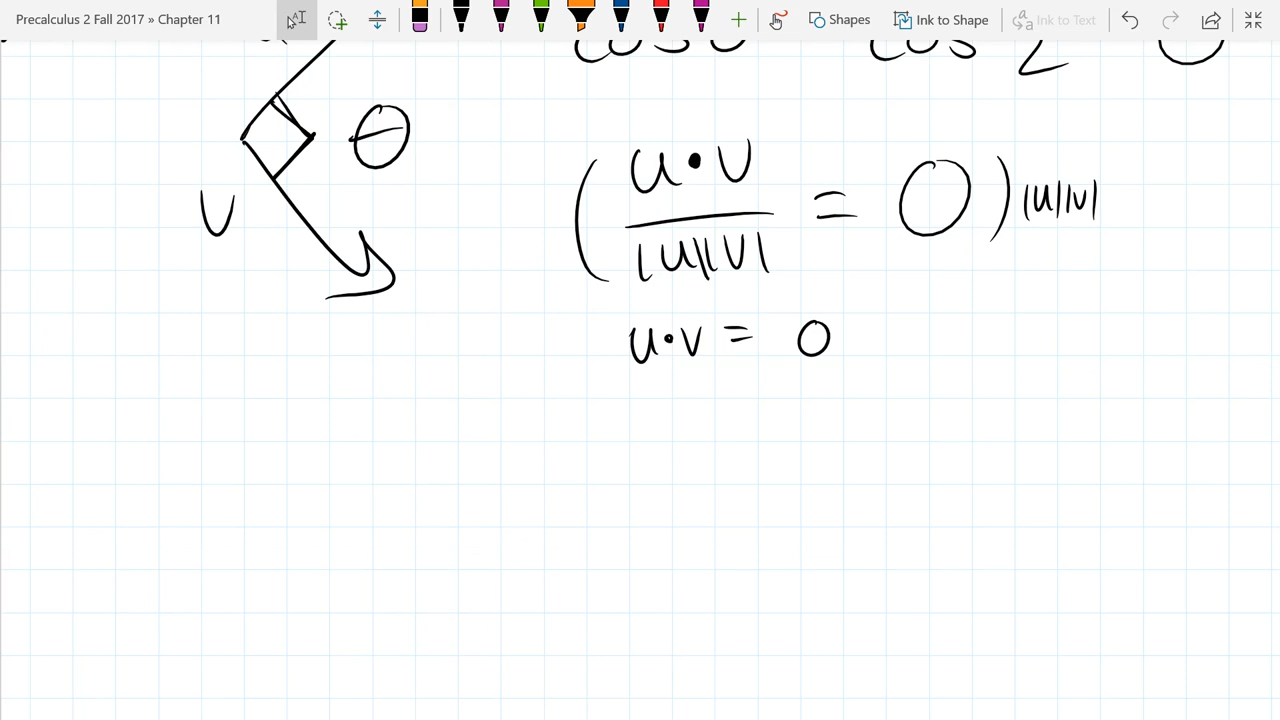 Precalculus 2 Fall 2017 » Chapter 11
Shapes
Ink to Shape
Ink to Text
θ
( u•v / |u||v| = 0 ) |u||v|
v
u•v = 0